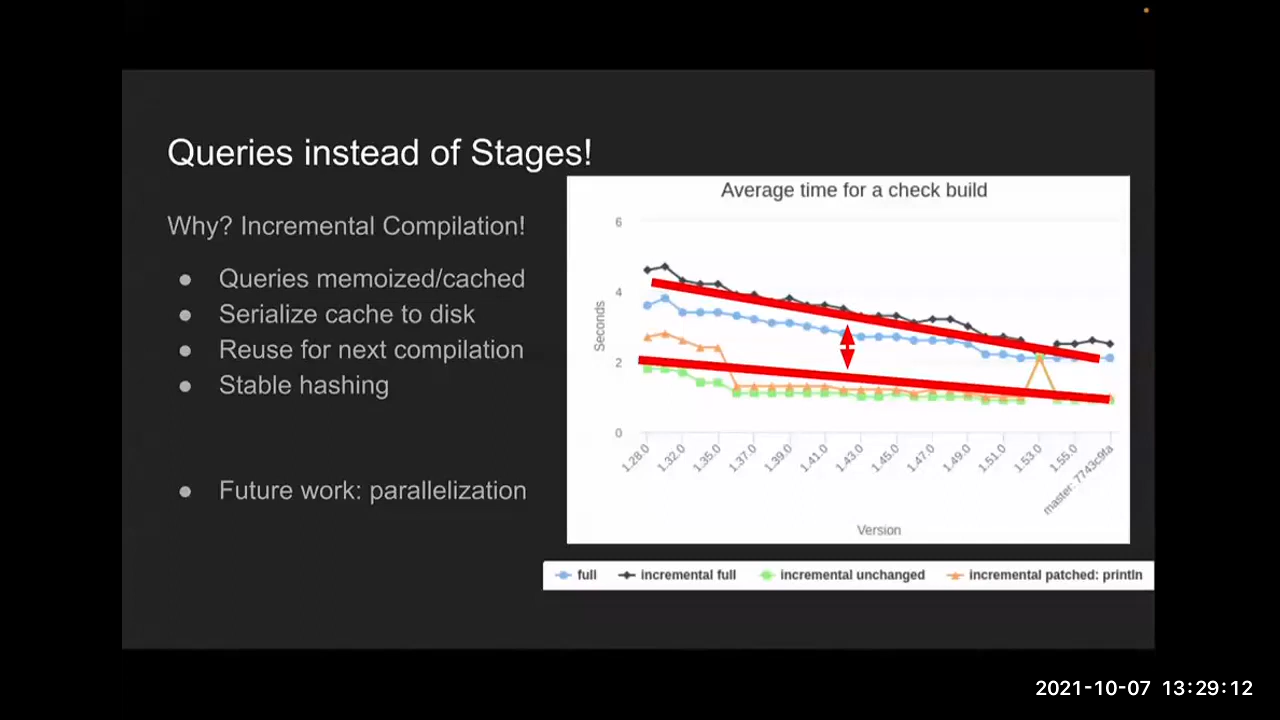 Queries instead of Stages!
Why? Incremental Compilation!
● Queries memoized/cached
● Serialize cache to disk
● Reuse for next compilation
● Stable hashing
● Future work: parallelization
Average time for a check build
6
4
2
0
Seconds
1.28.0
1.32.0
1.35.0
1.37.0
1.39.0
1.41.0
1.43.0
1.45.0
1.47.0
1.49.0
1.51.0
1.53.0
1.55.0
master: 7743c9fa
Version
full
incremental full
incremental unchanged
incremental patched: println
2021-10-07 13:29:12